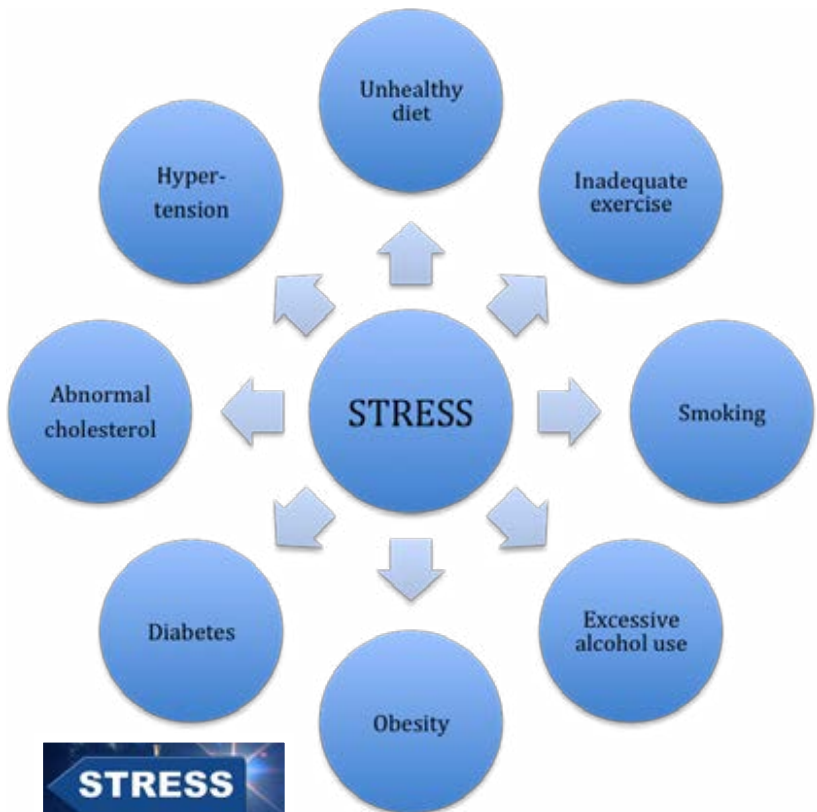 Unhealthy
diet
Inadequate
exercise
Smoking
Excessive
alcohol use
Obesity
Diabetes
Abnormal
cholesterol
Hyper-
tension
STRESS
STRESS